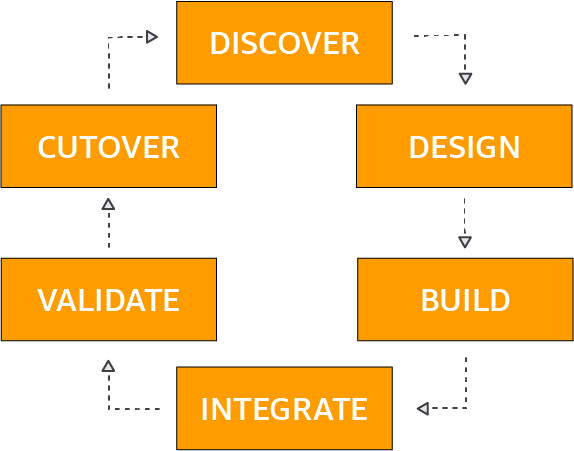 DISCOVER
DESIGN
BUILD
INTEGRATE
VALIDATE
CUTOVER